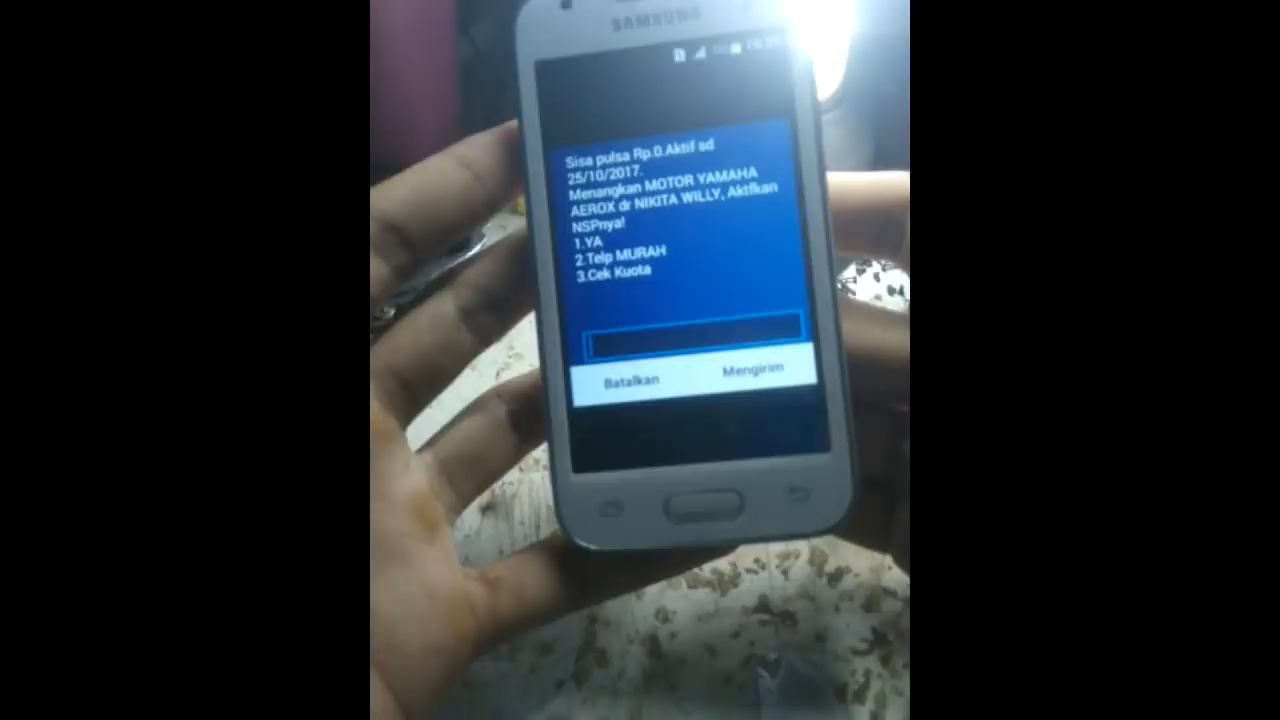 SAMSUNG
Sisa pulsa Rp.0.Aktif sd
25/10/2017.
Menangkan MOTOR YAMAHA
AEROX dr NIKITA WILLY, Aktfkan
NSPnya!
1.YA
2.Telp MURAH
3.Cek Kuota
Batalkan
Mengirim